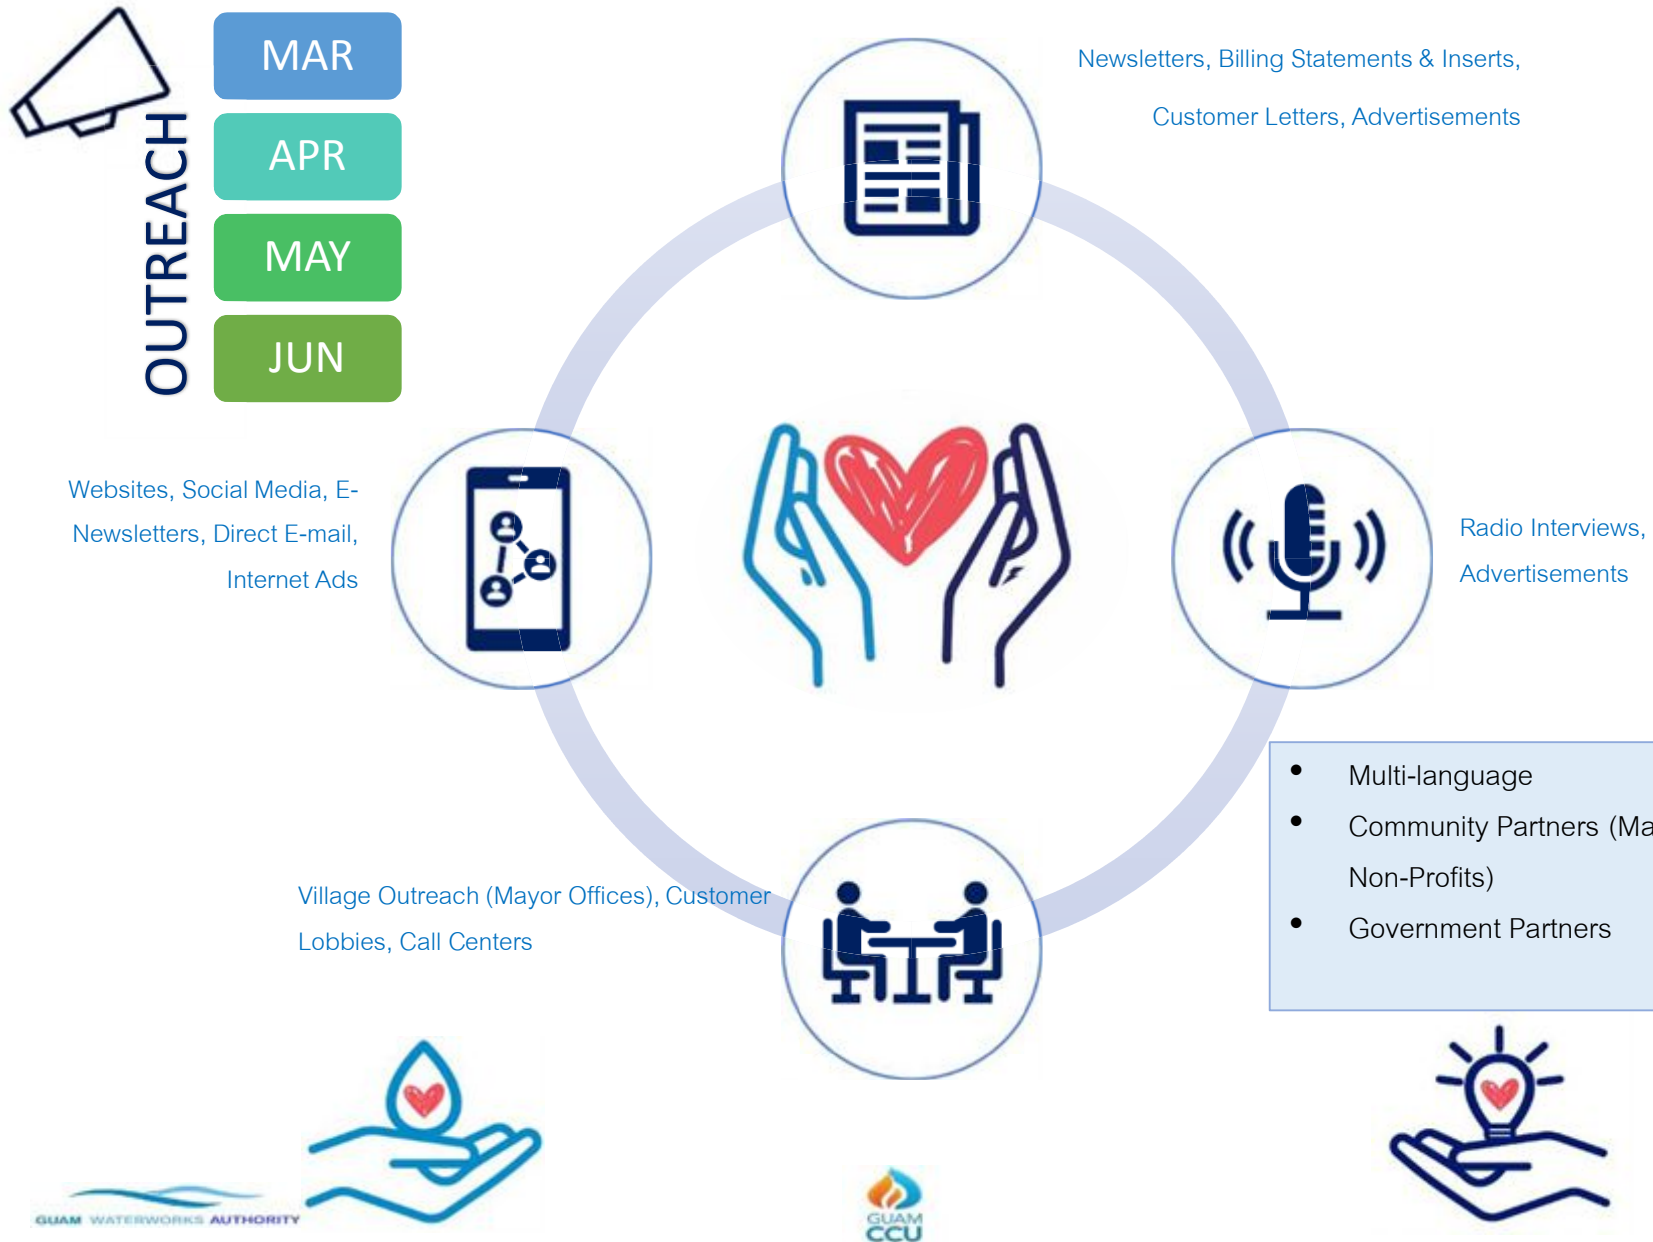 OUTREACH
MAR
APR
MAY
JUN
Newsletters, Billing Statements & Inserts,
Customer Letters, Advertisements
Websites, Social Media, E-
Newsletters, Direct E-mail,
Internet Ads
Radio Interviews,
Advertisements
Village Outreach (Mayor Offices), Customer
Lobbies, Call Centers
• Multi-language
• Community Partners (Ma
Non-Profits)
• Government Partners
GUAM WATERWORKS AUTHORITY
GUAM
CCU